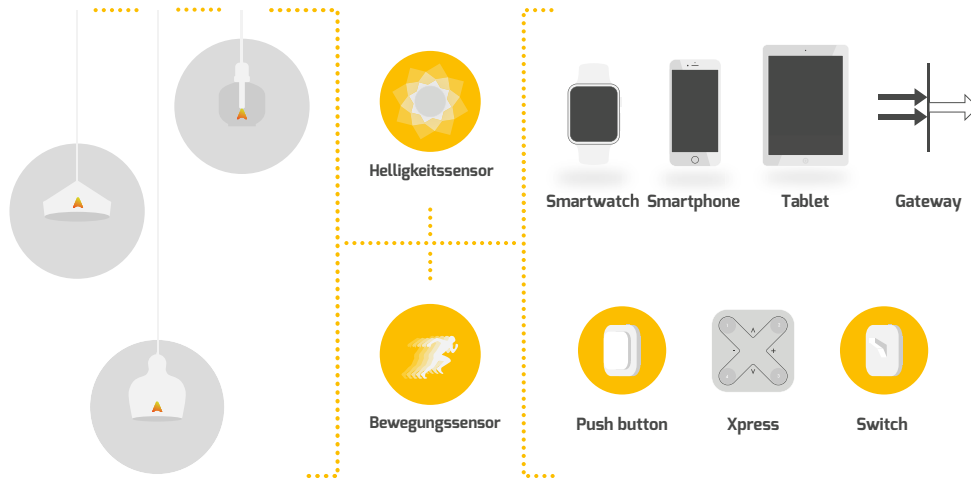 Helligkeitssensor
Smartwatch Smartphone Tablet Gateway
Bewegungssensor
Push button Xpress Switch